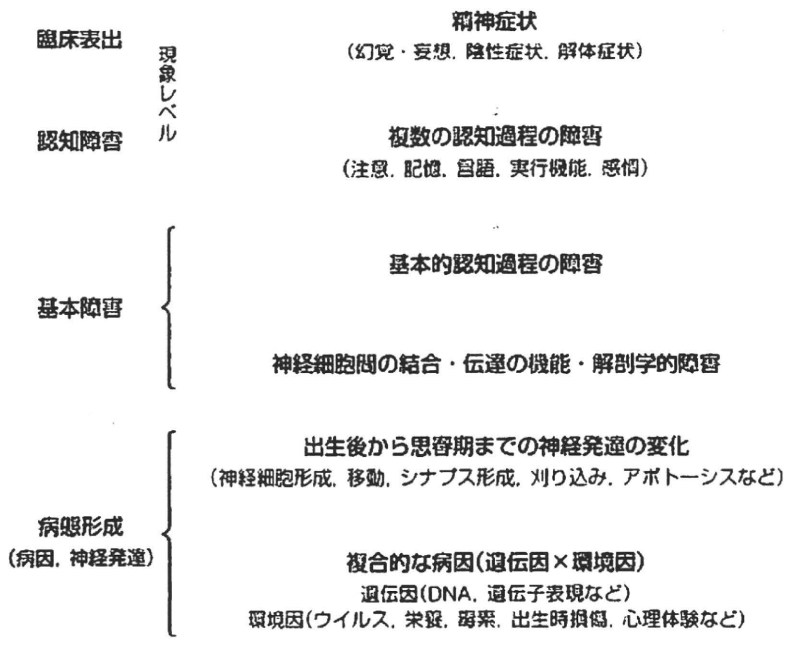 臨床表出
精神症状
(幻覚・妄想, 陰性症状, 解体症状)
現象レベル
認知障害
複数の認知過程の障害
(注意, 記憶, 言語, 実行機能, 感情)
基本的認知過程の障害
基本障害
神経細胞間の結合・伝達の機能・解剖学的障害
出生後から思春期までの神経発達の変化
(神経細胞形成, 移動, シナプス形成, 刈り込み, アポトーシスなど)
病態形成
(病因, 神経発達)
複合的な病因(遺伝因×環境因)
遺伝因(DNA, 遺伝子表現など)
環境因(ウイルス, 栄養, 毒素, 出生時損傷, 心理体験など)